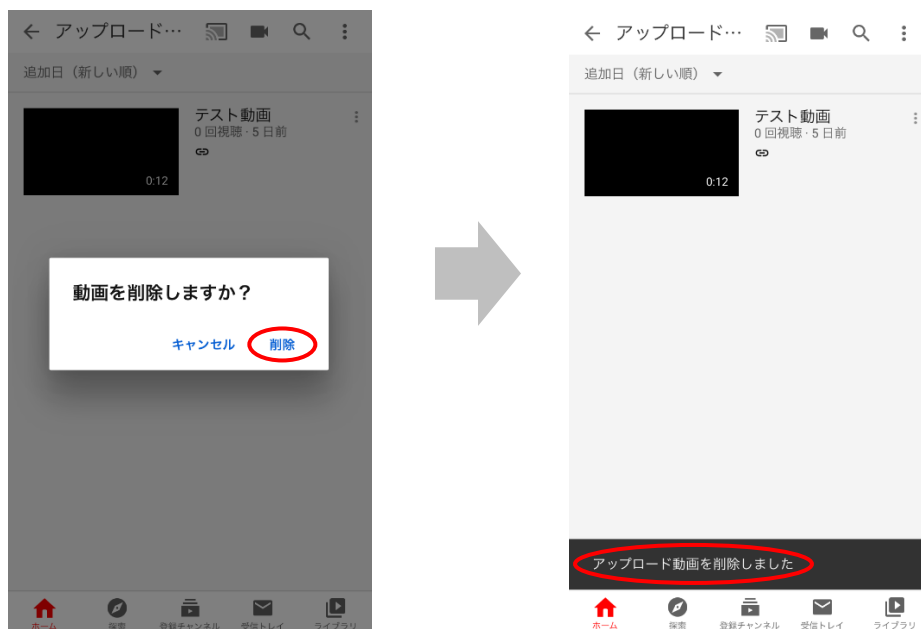 アップロード…
追加日（新しい順）
テスト動画
0 回視聴 · 5 日前
0:12
動画を削除しますか？
キャンセル 削除
ホーム 探索 登録チャンネル 受信トレイ ライブラリ
アップロード…
追加日（新しい順）
テスト動画
0 回視聴 · 5 日前
0:12
アップロード動画を削除しました
ホーム 探索 登録チャンネル 受信トレイ ライブラリ